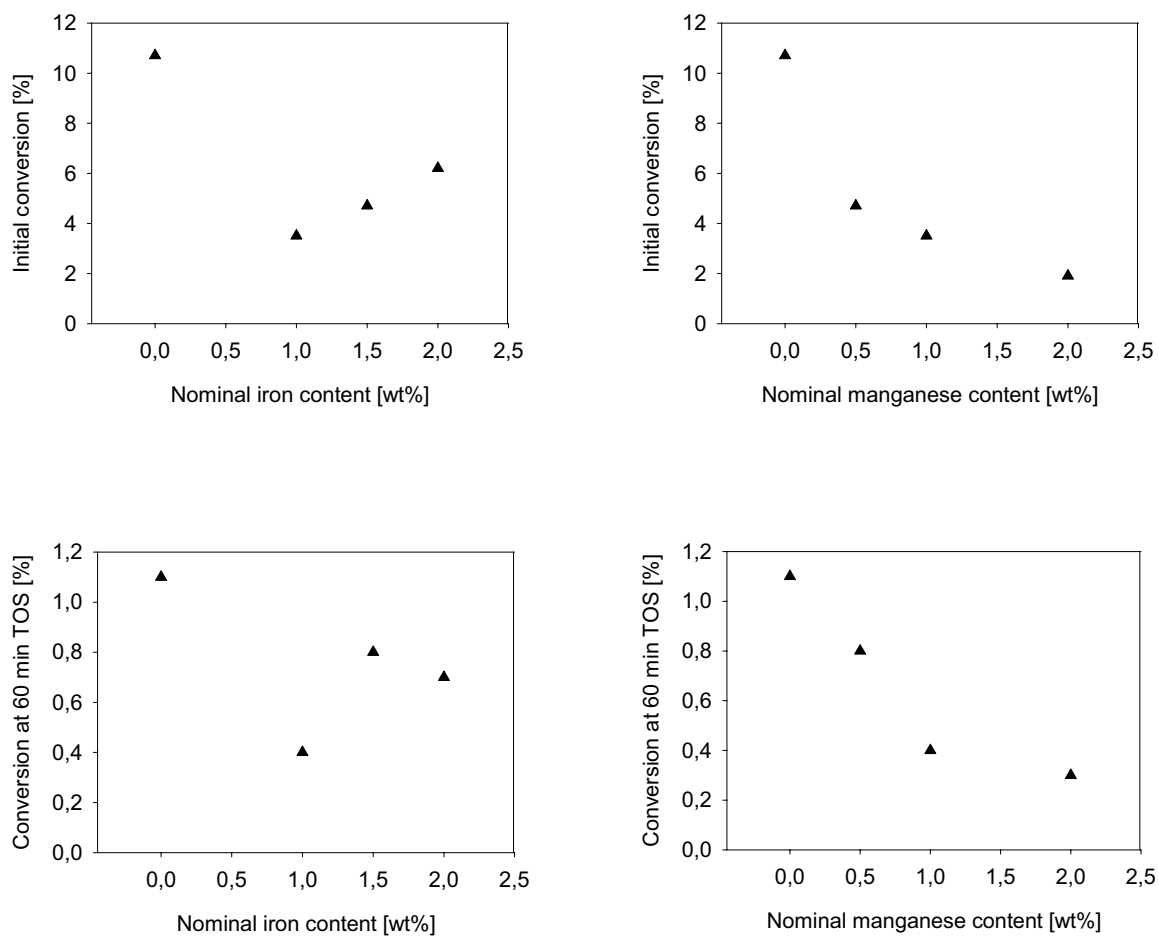 Initial conversion [%]
12
10
8
6
4
2
0
0,0 0,5 1,0 1,5 2,0 2,5
Nominal iron content [wt%]
Initial conversion [%]
12
10
8
6
4
2
0
0,0 0,5 1,0 1,5 2,0 2,5
Nominal manganese content [wt%]
Conversion at 60 min TOS [%]
1,2
1,0
0,8
0,6
0,4
0,2
0,0
0,0 0,5 1,0 1,5 2,0 2,5
Nominal iron content [wt%]
Conversion at 60 min TOS [%]
1,2
1,0
0,8
0,6
0,4
0,2
0,0
0,0 0,5 1,0 1,5 2,0 2,5
Nominal manganese content [wt%]